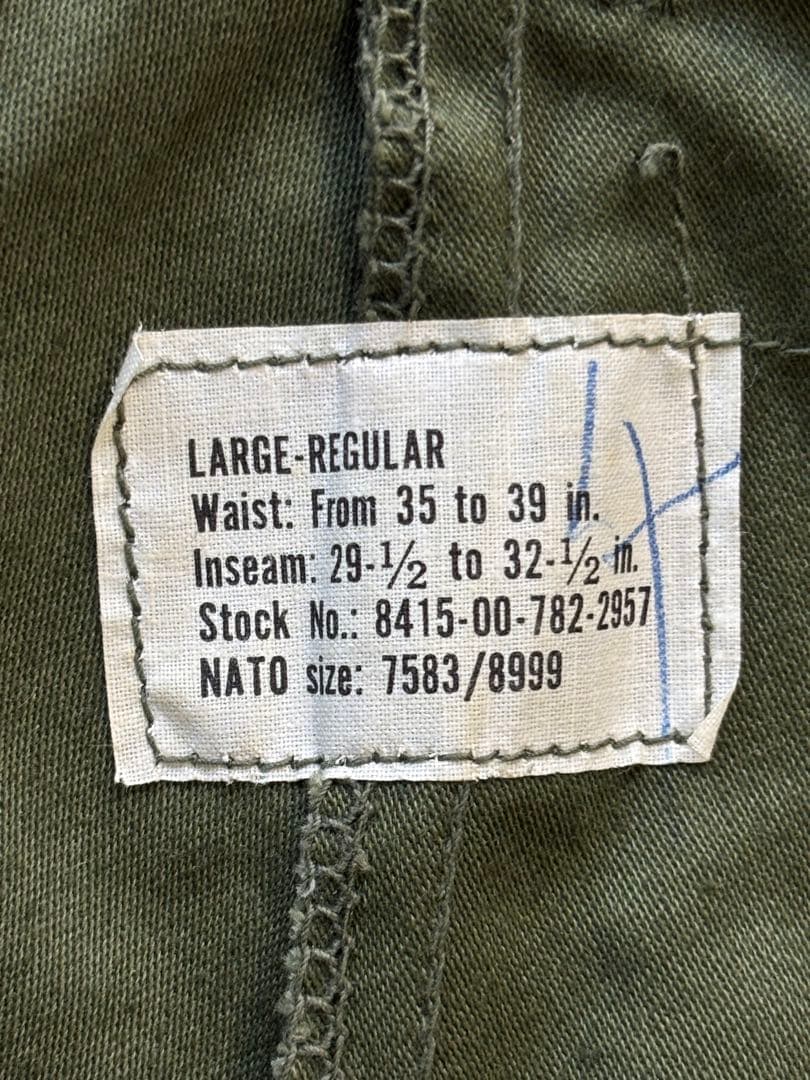 LARGE-REGULAR
Waist: From 35 to 39 in.
Inseam: 29-1/2 to 32-1/2 in.
Stock No.: 8415-00-782-2957
NATO size: 7583/8999